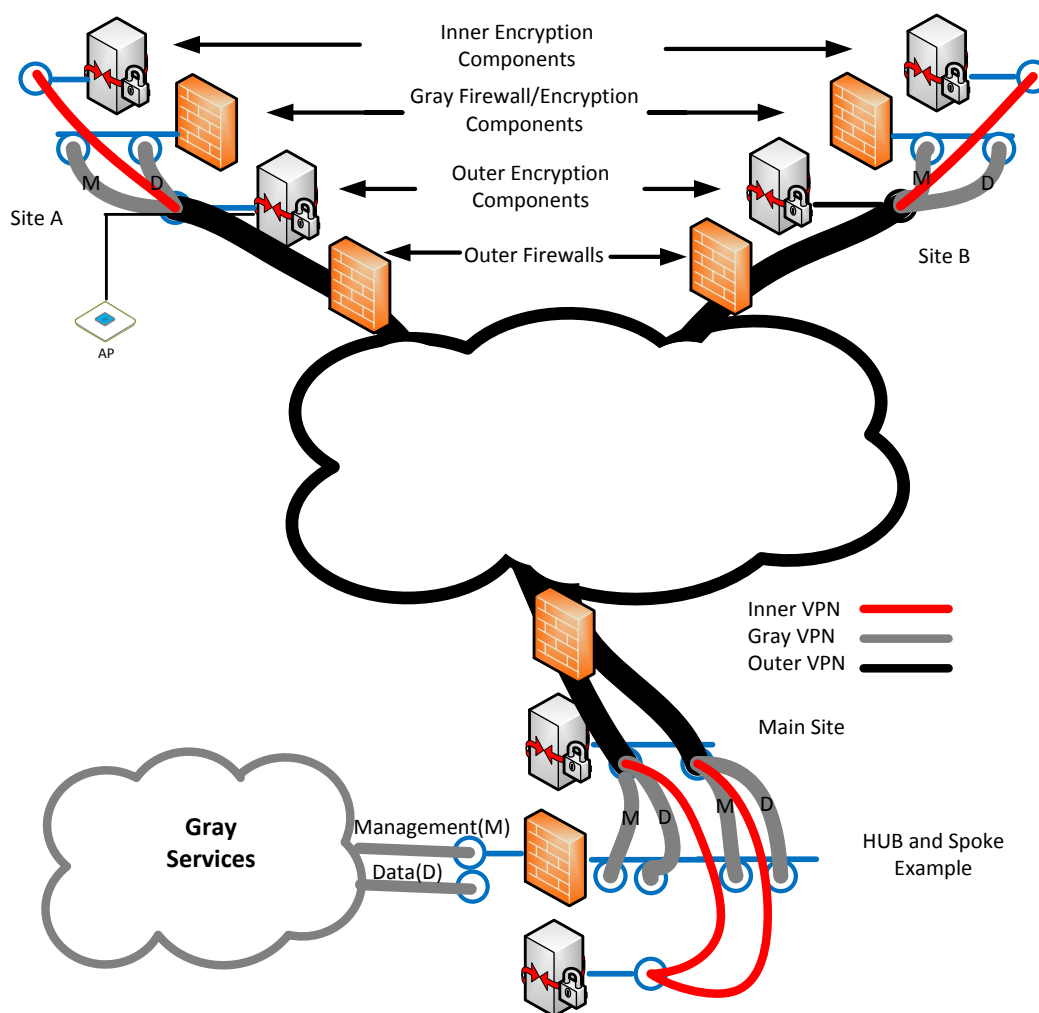 Inner Encryption
Components
Gray Firewall/Encryption
Components
M
D
Outer Encryption
Components
M
D
Site A
Outer Firewalls
Site B
AP
Inner VPN
Gray VPN
Outer VPN
Main Site
Gray
Services
Management(M)
Data(D)
M
D
M
D
HUB and Spoke
Example